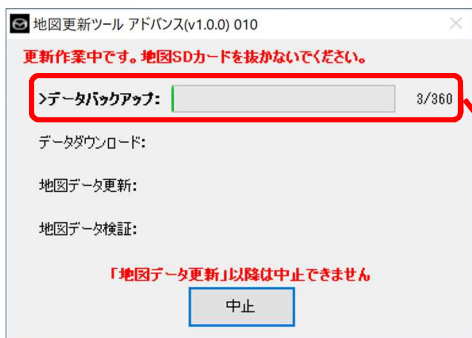 地図更新ツール アドバンス(v1.0.0) 010
更新作業中です。地図SDカードを抜かないでください。
>データバックアップ: 3/360
データダウンロード:
地図データ更新:
地図データ検証:
「地図データ更新」以降は中止できません
中止